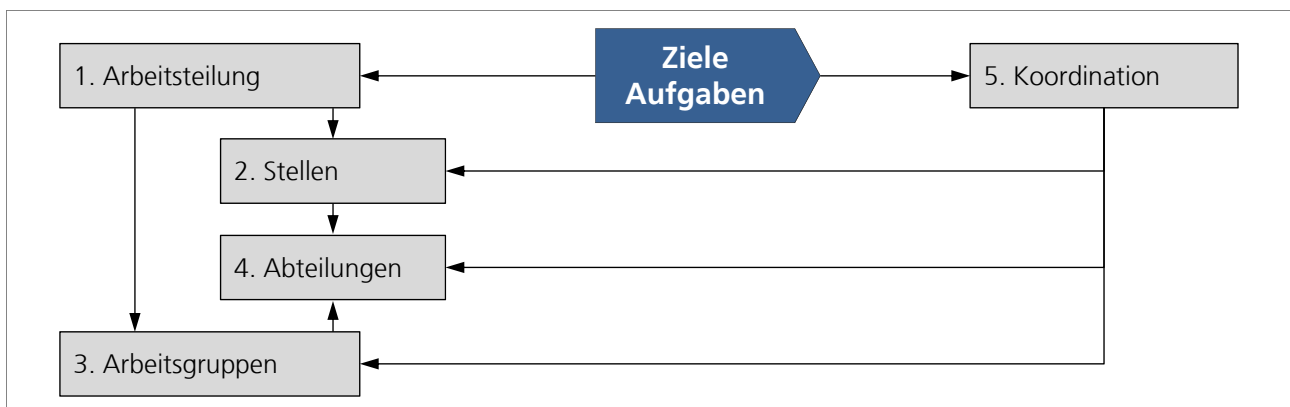 Ziele
Aufgaben
1. Arbeitsteilung
5. Koordination
2. Stellen
4. Abteilungen
3. Arbeitsgruppen